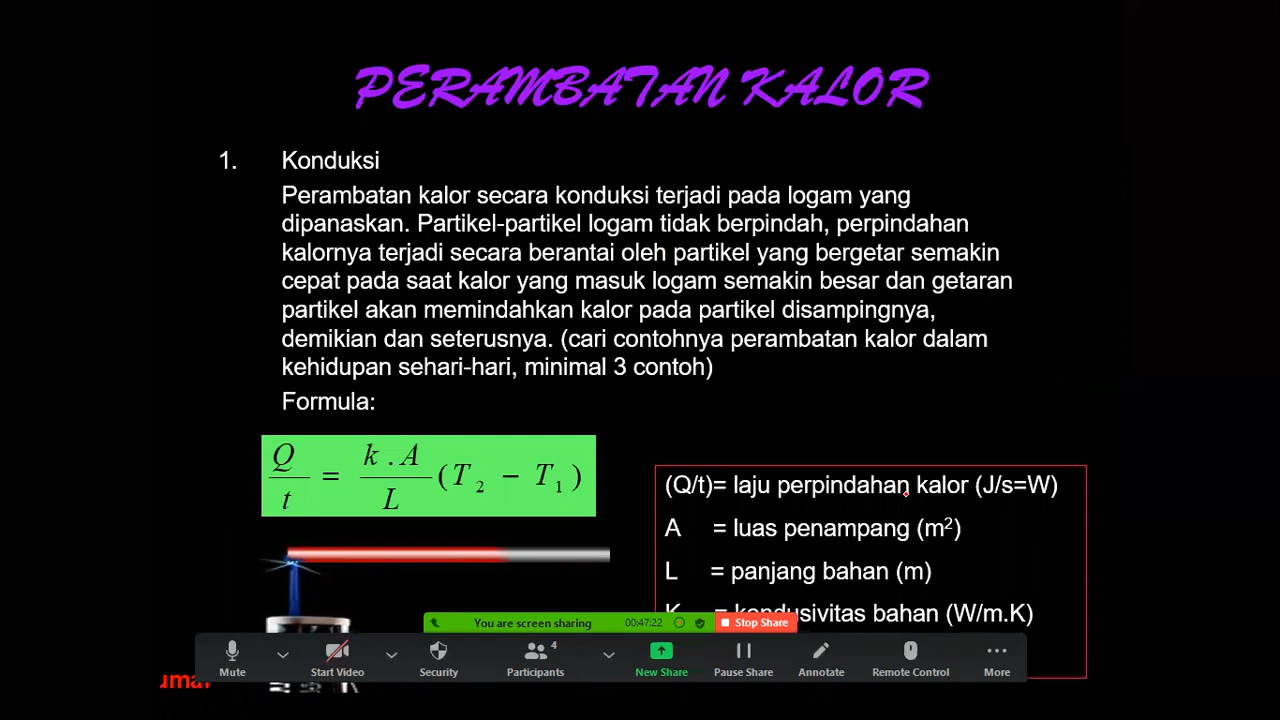 PERAMBATAN KALOR
1. Konduksi
Perambatan kalor secara konduksi terjadi pada logam yang
dipanaskan. Partikel-partikel logam tidak berpindah, perpindahan
kalornya terjadi secara berantai oleh partikel yang bergetar semakin
cepat pada saat kalor yang masuk logam semakin besar dan getaran
partikel akan memindahkan kalor pada partikel disampingnya,
demikian dan seterusnya. (cari contohnya perambatan kalor dalam
kehidupan sehari-hari, minimal 3 contoh)
Formula:
Q/t = k . A/L (T₂ − T₁)
(Q/t)= laju perpindahan kalor (J/s=W)
A = luas penampang (m²)
L = panjang bahan (m)
K = kondusivitas bahan (W/m.K)
You are screen sharing 00:47:22 Stop Share
4
Mute Start Video Security Participants New Share Pause Share Annotate Remote Control More